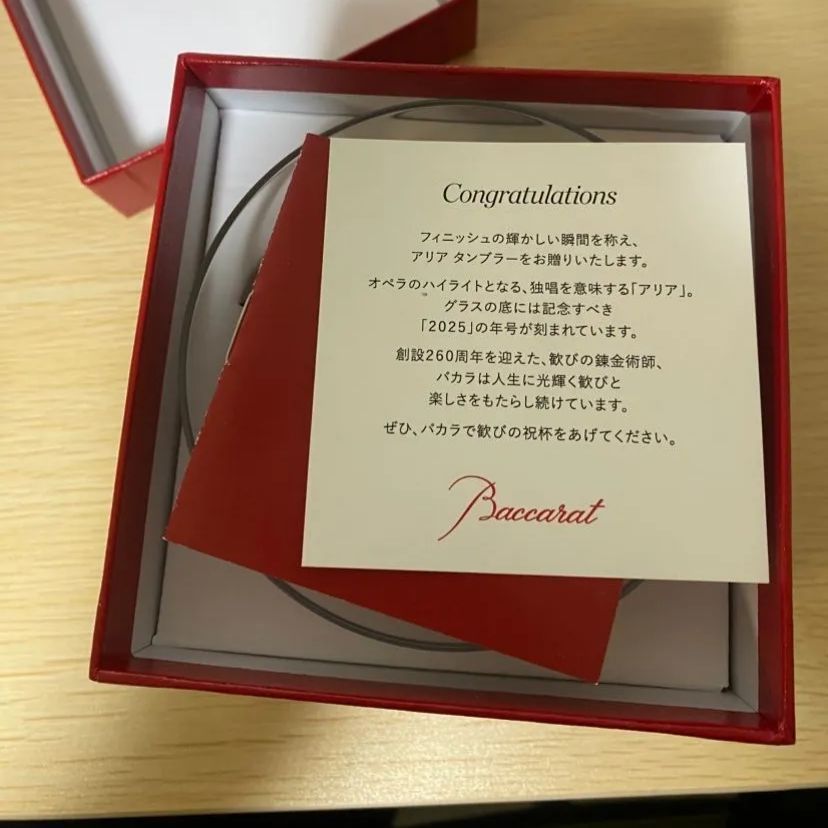 Congratulations
フィニッシュの輝かしい瞬間を称え、
アリア タンブラーをお贈りいたします。
オペラのハイライトとなる、独唱を意味する「アリア」。
グラスの底には記念すべき
「2025」の年号が刻まれています。
創設260周年を迎えた、歓びの錬金術師、
バカラは人生に光輝く歓びと
楽しさをもたらし続けています。
ぜひ、バカラで歓びの祝杯をあげてください。
Baccarat